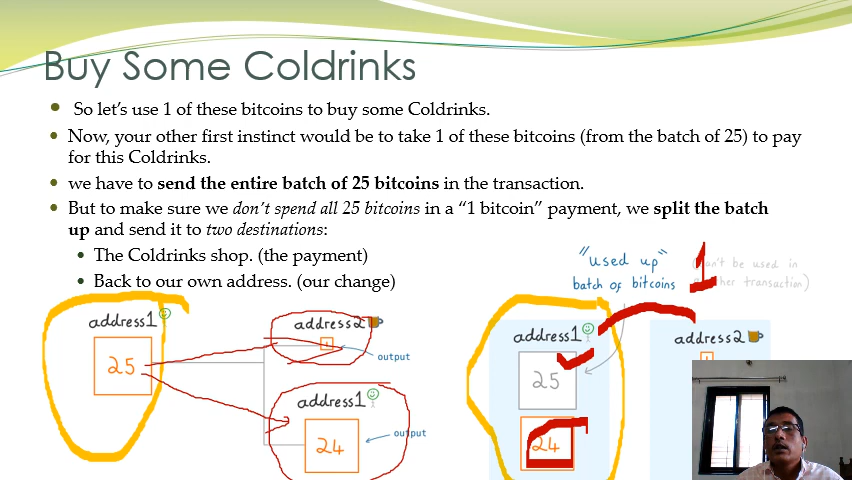 Buy Some Coldrinks
So let's use 1 of these bitcoins to buy some Coldrinks.
Now, your other first instinct would be to take 1 of these bitcoins (from the batch of 25) to pay
for this Coldrinks.
we have to send the entire batch of 25 bitcoins in the transaction.
But to make sure we don't spend all 25 bitcoins in a “1 bitcoin” payment, we split the batch
up and send it to two destinations:
The Coldrinks shop. (the payment)
Back to our own address. (our change)
"used up"
batch of bitcoins
1
be used in
transaction)
address1
25
address2
1
output
address1
24
output
address1
25
24
address2